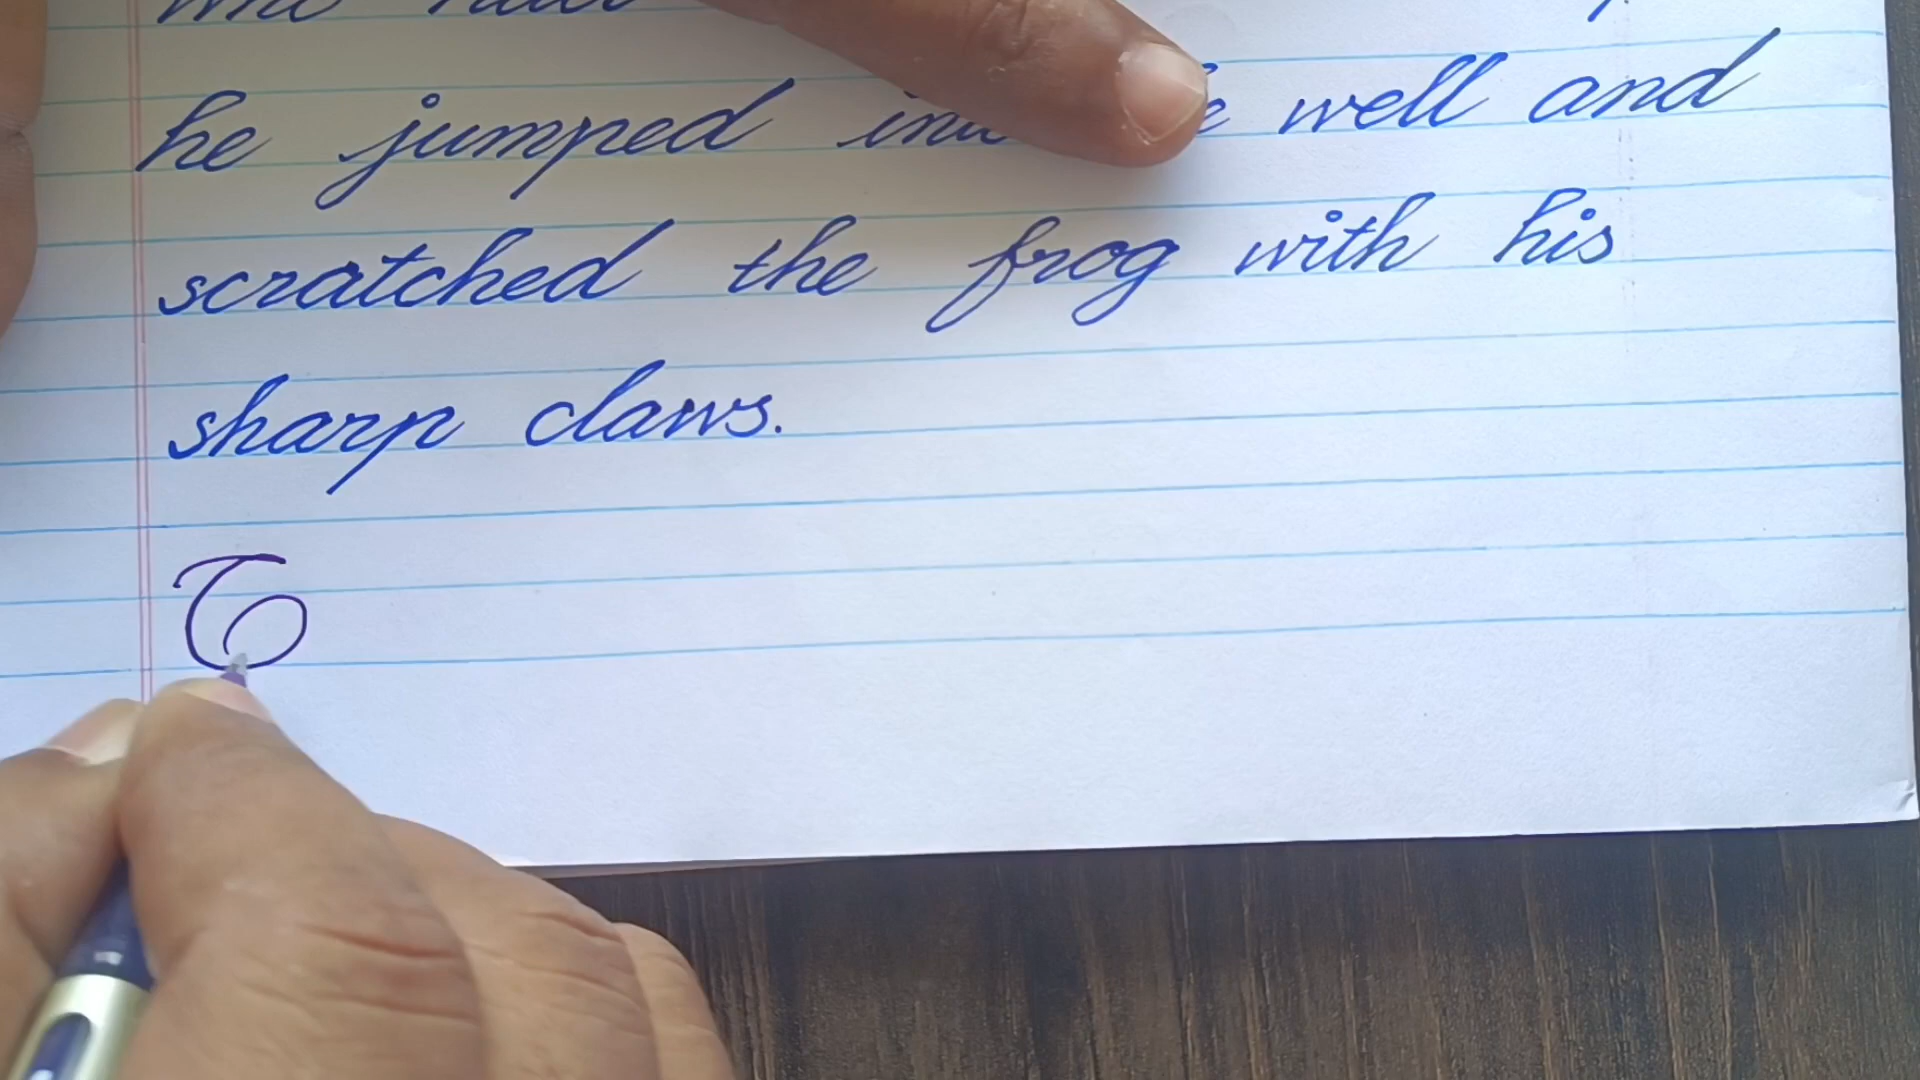 he jumped well and
scratched the frog with his
sharp claws.
T